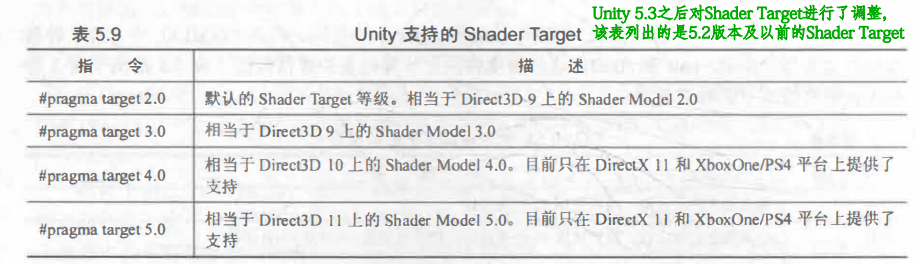 Unity 5.3之后对Shader Target进行了调整，
该表列出的是5.2版本及以前的Shader Target
表 5.9 Unity 支持的 Shader Target
指 令 描 述
#pragma target 2.0 默认的 Shader Target 等级。相当于 Direct3D 9 上的 Shader Model 2.0
#pragma target 3.0 相当于 Direct3D 9 上的 Shader Model 3.0
#pragma target 4.0 相当于 Direct3D 10 上的 Shader Model 4.0。目前只在 DirectX 11 和 XboxOne/PS4 平台上提供了
支持
#pragma target 5.0 相当于 Direct3D 11 上的 Shader Model 5.0。目前只在 DirectX 11 和 XboxOne/PS4 平台上提供了
支持